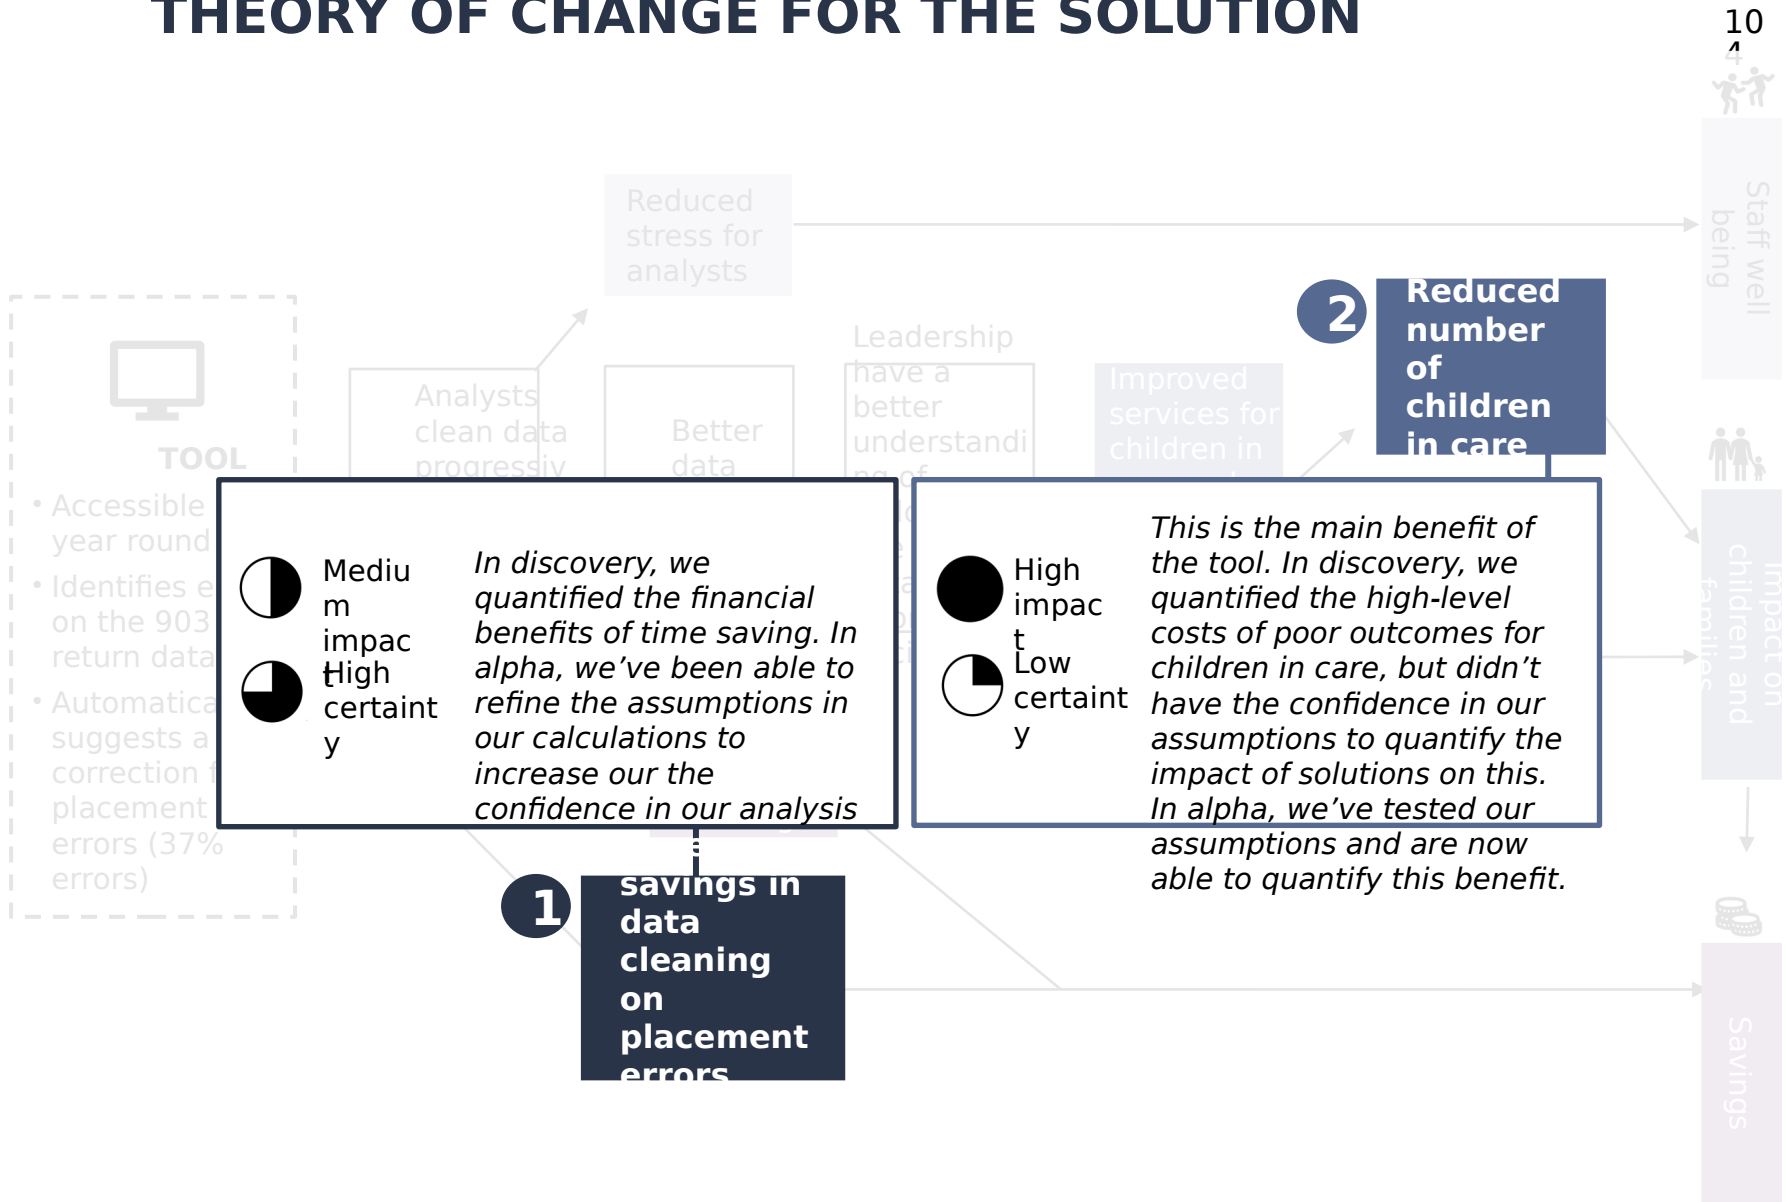 THEORY OF CHANGE FOR THE SOLUTION
10
4
Staff well
being
Reduced
stress for
analysts
2
Reduced
number
of
children
in care
Leadership
have a
better
understandi
ng of
Improved
services for
children in
Analysts
clean data
progressiv
Better
data
TOOL
• Accessible
year round
• Identifies e
on the 903
return data
• Automatica
suggests a
correction f
placement
errors (37%
errors)
Mediu
m
impac
t
High
certaint
y
In discovery, we
quantified the financial
benefits of time saving. In
alpha, we’ve been able to
refine the assumptions in
our calculations to
increase our the
confidence in our analysis
High
impac
t
Low
certaint
y
This is the main benefit of
the tool. In discovery, we
quantified the high-level
costs of poor outcomes for
children in care, but didn’t
have the confidence in our
assumptions to quantify the
impact of solutions on this.
In alpha, we’ve tested our
assumptions and are now
able to quantify this benefit.
Impact on
children and
families
1
savings in
data
cleaning
on
placement
errors
Savings